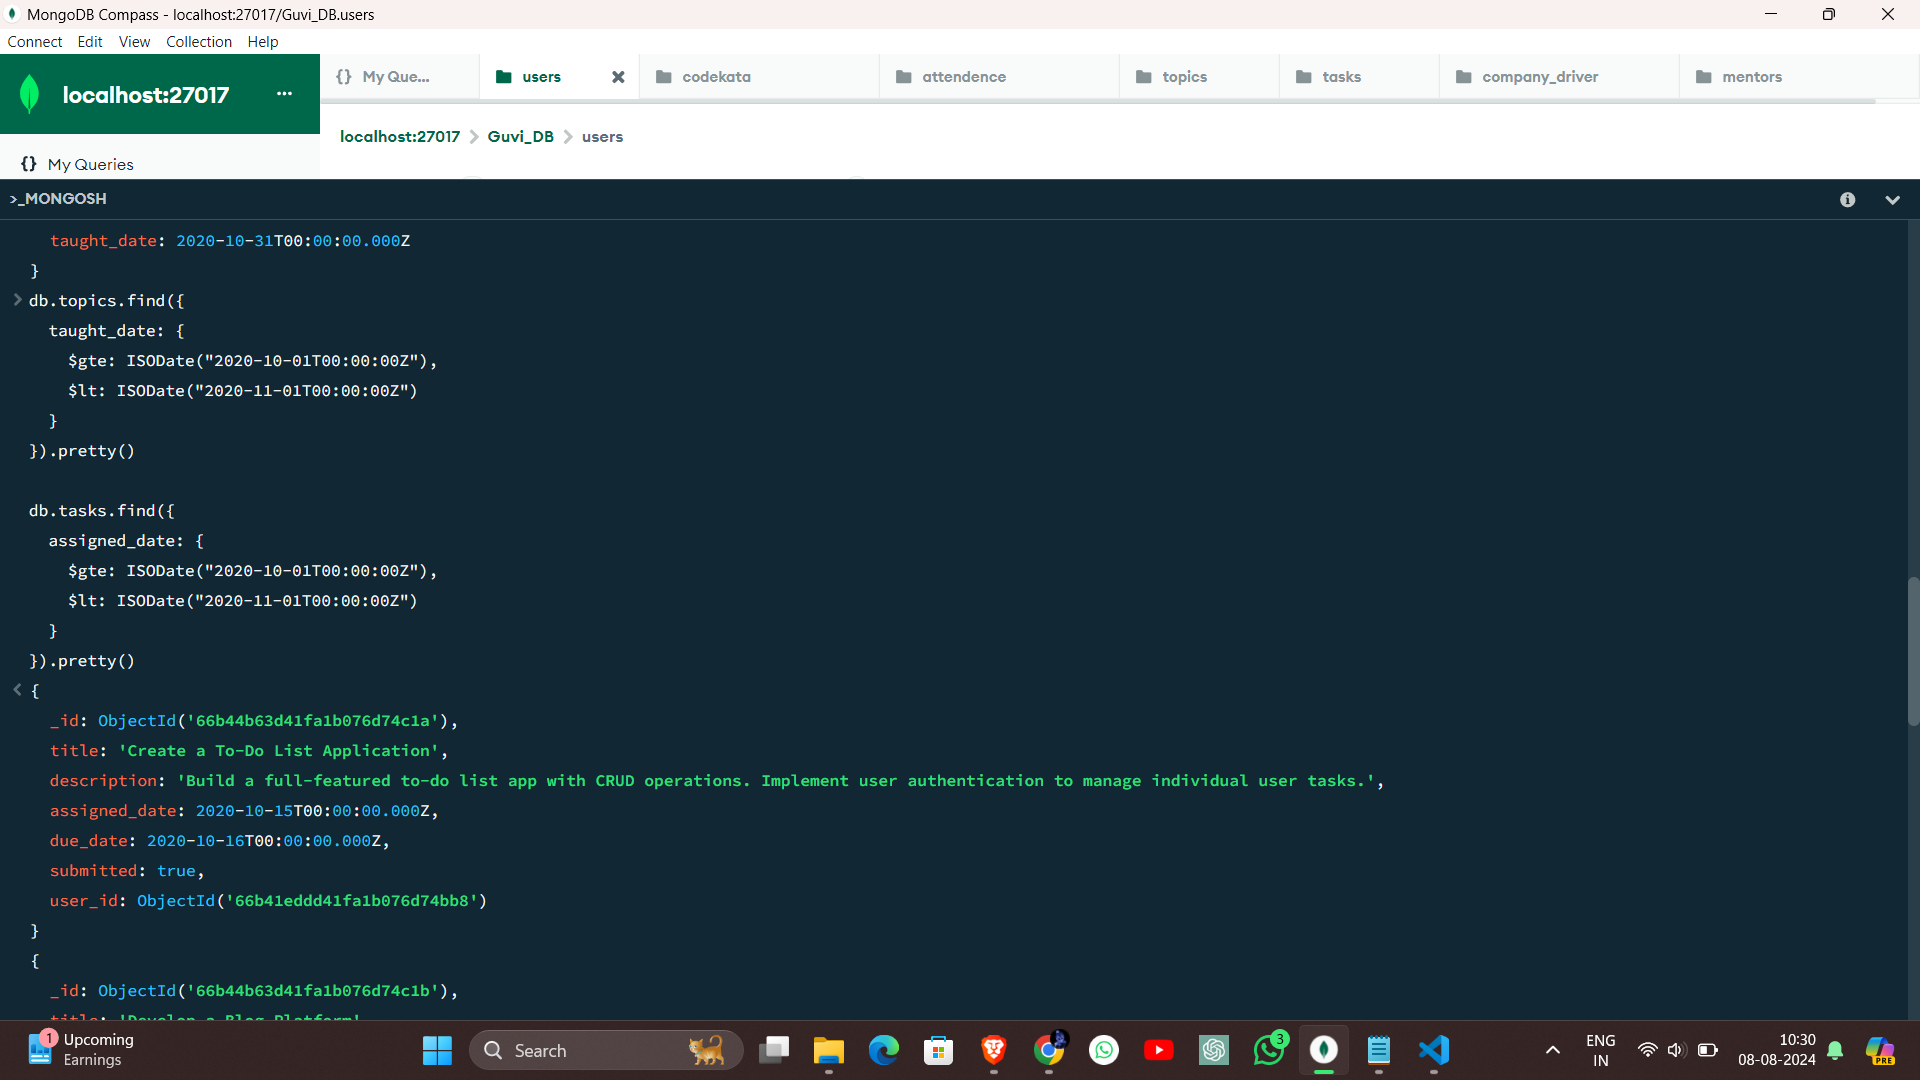 MongoDB Compass - localhost:27017/Guvi_DB.users
Connect Edit View Collection Help
localhost:27017 ...
{} My Que... users codekata attendence topics tasks company_driver mentors
localhost:27017 > Guvi_DB > users
{} My Queries
>_MONGOSH
taught_date: 2020-10-31T00:00:00.000Z
}
> db.topics.find({
taught_date: {
$gte: ISODate("2020-10-01T00:00:00Z"),
$lt: ISODate("2020-11-01T00:00:00Z")
}
}).pretty()
db.tasks.find({
assigned_date: {
$gte: ISODate("2020-10-01T00:00:00Z"),
$lt: ISODate("2020-11-01T00:00:00Z")
}
}).pretty()
< {
_id: ObjectId('66b44b63d41fa1b076d74c1a'),
title: 'Create a To-Do List Application',
description: 'Build a full-featured to-do list app with CRUD operations. Implement user authentication to manage individual user tasks.',
assigned_date: 2020-10-15T00:00:00.000Z,
due_date: 2020-10-16T00:00:00.000Z,
submitted: true,
user_id: ObjectId('66b41eddd41fa1b076d74bb8')
}
{
_id: ObjectId('66b44b63d41fa1b076d74c1b'),
title: 'Develop a Blog Platform'
1 Upcoming
Earnings
Search
3
ENG
IN
10:30
08-08-2024
PRE